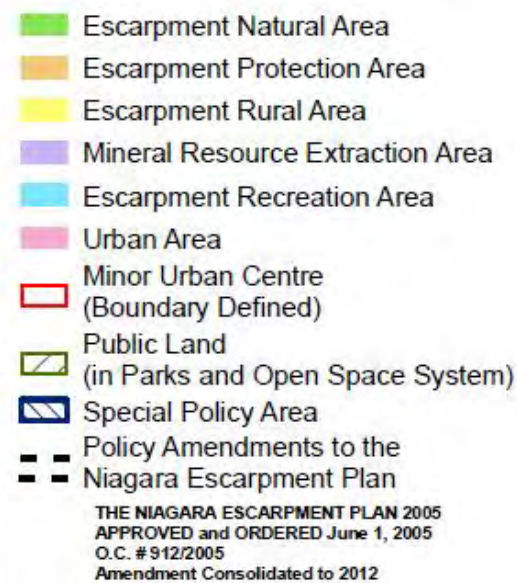 Escarpment Natural Area
Escarpment Protection Area
Escarpment Rural Area
Mineral Resource Extraction Area
Escarpment Recreation Area
Urban Area
Minor Urban Centre
(Boundary Defined)
Public Land
(in Parks and Open Space System)
Special Policy Area
Policy Amendments to the
Niagara Escarpment Plan
THE NIAGARA ESCARPMENT PLAN 2005
APPROVED and ORDERED June 1, 2005
O.C. # 912/2005
Amendment Consolidated to 2012